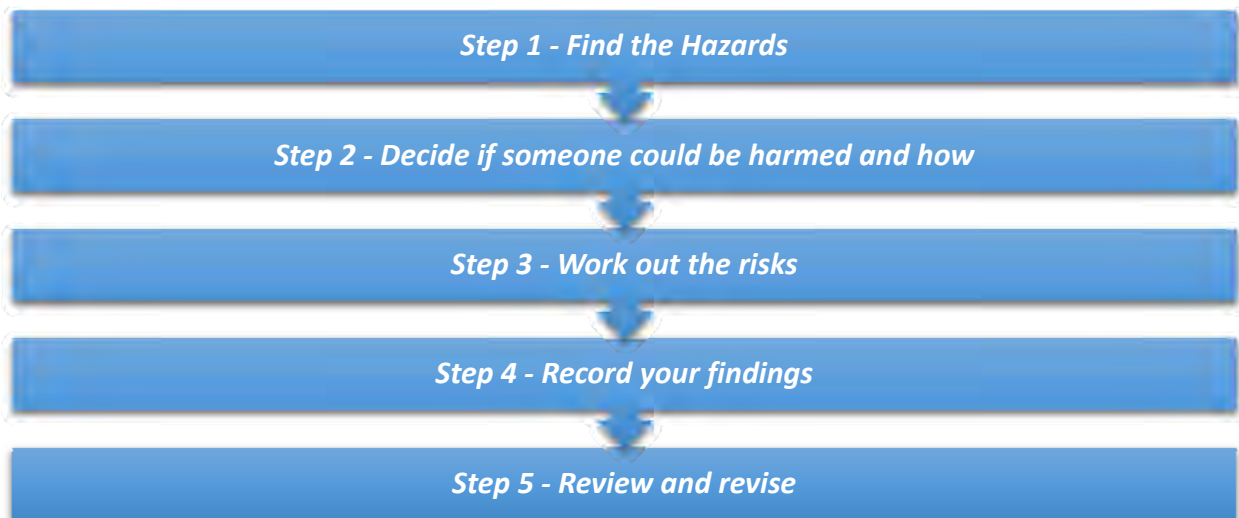 Step 1 - Find the Hazards
Step 2 - Decide if someone could be harmed and how
Step 3 - Work out the risks
Step 4 - Record your findings
Step 5 - Review and revise